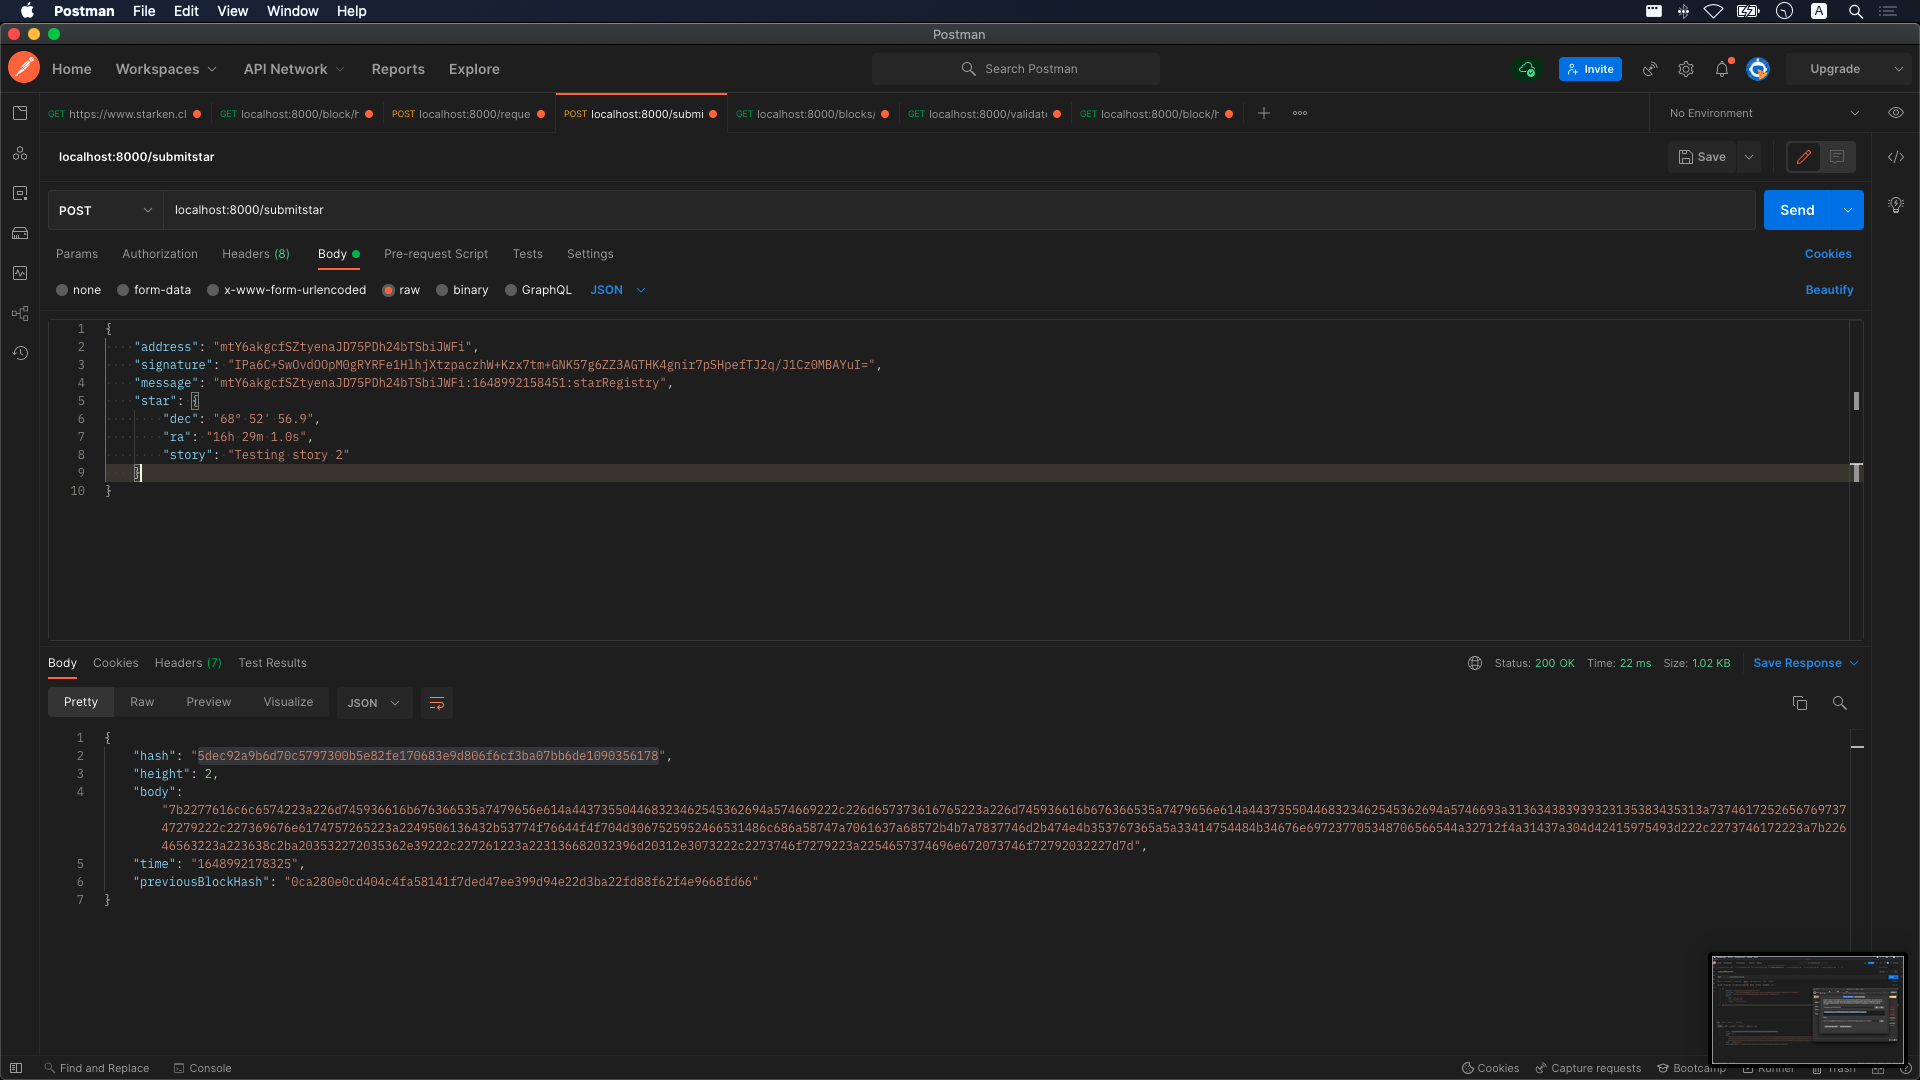 Postman File Edit View Window Help
Postman
Home Workspaces API Network Reports Explore
Search Postman
Invite
Upgrade
GET https://www.starken.cl
GET localhost:8000/block/h
POST localhost:8000/reque
POST localhost:8000/submi
GET localhost:8000/blocks/
GET localhost:8000/validat
GET localhost:8000/block/h
No Environment
localhost:8000/submitstar
Save
POST
localhost:8000/submitstar
Send
Params Authorization Headers (8) Body Pre-request Script Tests Settings
Cookies
none form-data x-www-form-urlencoded raw binary GraphQL JSON
Beautify
1 {
2 "address": "mtY6akgcfSZtyenaJD75PDh24bTSbiJWFi",
3 "signature": "IPa6C+SwOvdOOpM0gRYRFe1HlhjXtzpaczhW+Kzx7tm+GNK57g6ZZ3AGTHK4gnir7pSHpefTJ2q/J1Cz0MBAYuI=",
4 "message": "mtY6akgcfSZtyenaJD75PDh24bTSbiJWFi:1648992158451:starRegistry",
5 "star": {
6 "dec": "68° 52' 56.9",
7 "ra": "16h 29m 1.0s",
8 "story": "Testing story 2"
9 }
10 }
Body Cookies Headers (7) Test Results
Status: 200 OK Time: 22 ms Size: 1.02 KB
Save Response
Pretty Raw Preview Visualize JSON
1 {
2 "hash": "5dec92a9b6d70c5797300b5e82fe170683e9d806f6cf3ba07bb6de1090356178",
3 "height": 2,
4 "body":
"7b2277616c6c6574223a226d745936616b676366535a7479656e614a4437355044683234625453626​94a574669222c226d657373616765223a226d745936616b676366535a7479656e614a443735504468323462545362694a5746693a313634383939323135383435313a7374617252656769737​
47279222c227369676e6174757265223a2249506136432b53774f76644f4f704d306752595246653148​6c686a58747a7061637a68572b4b7a7837746d2b474e4b353767365a5a33414754484b34676e69723770534870656​6544a32712f4a31437a304d42415975493d222c2273746172223a7b226
46563223a223638c2ba203532272035362e39222c227261223a223136682032396d20312e3073222c2273746f7279223a2254657374696e672073746f72792032227d7d",
5 "time": "1648992178325",
6 "previousBlockHash": "0ca280e0cd404c4fa58141f7ded47ee399d94e22d3ba22fd88f62f4e9668fd66"
7 }
Find and Replace Console
Cookies Capture requests Bootcamp Runner Trash